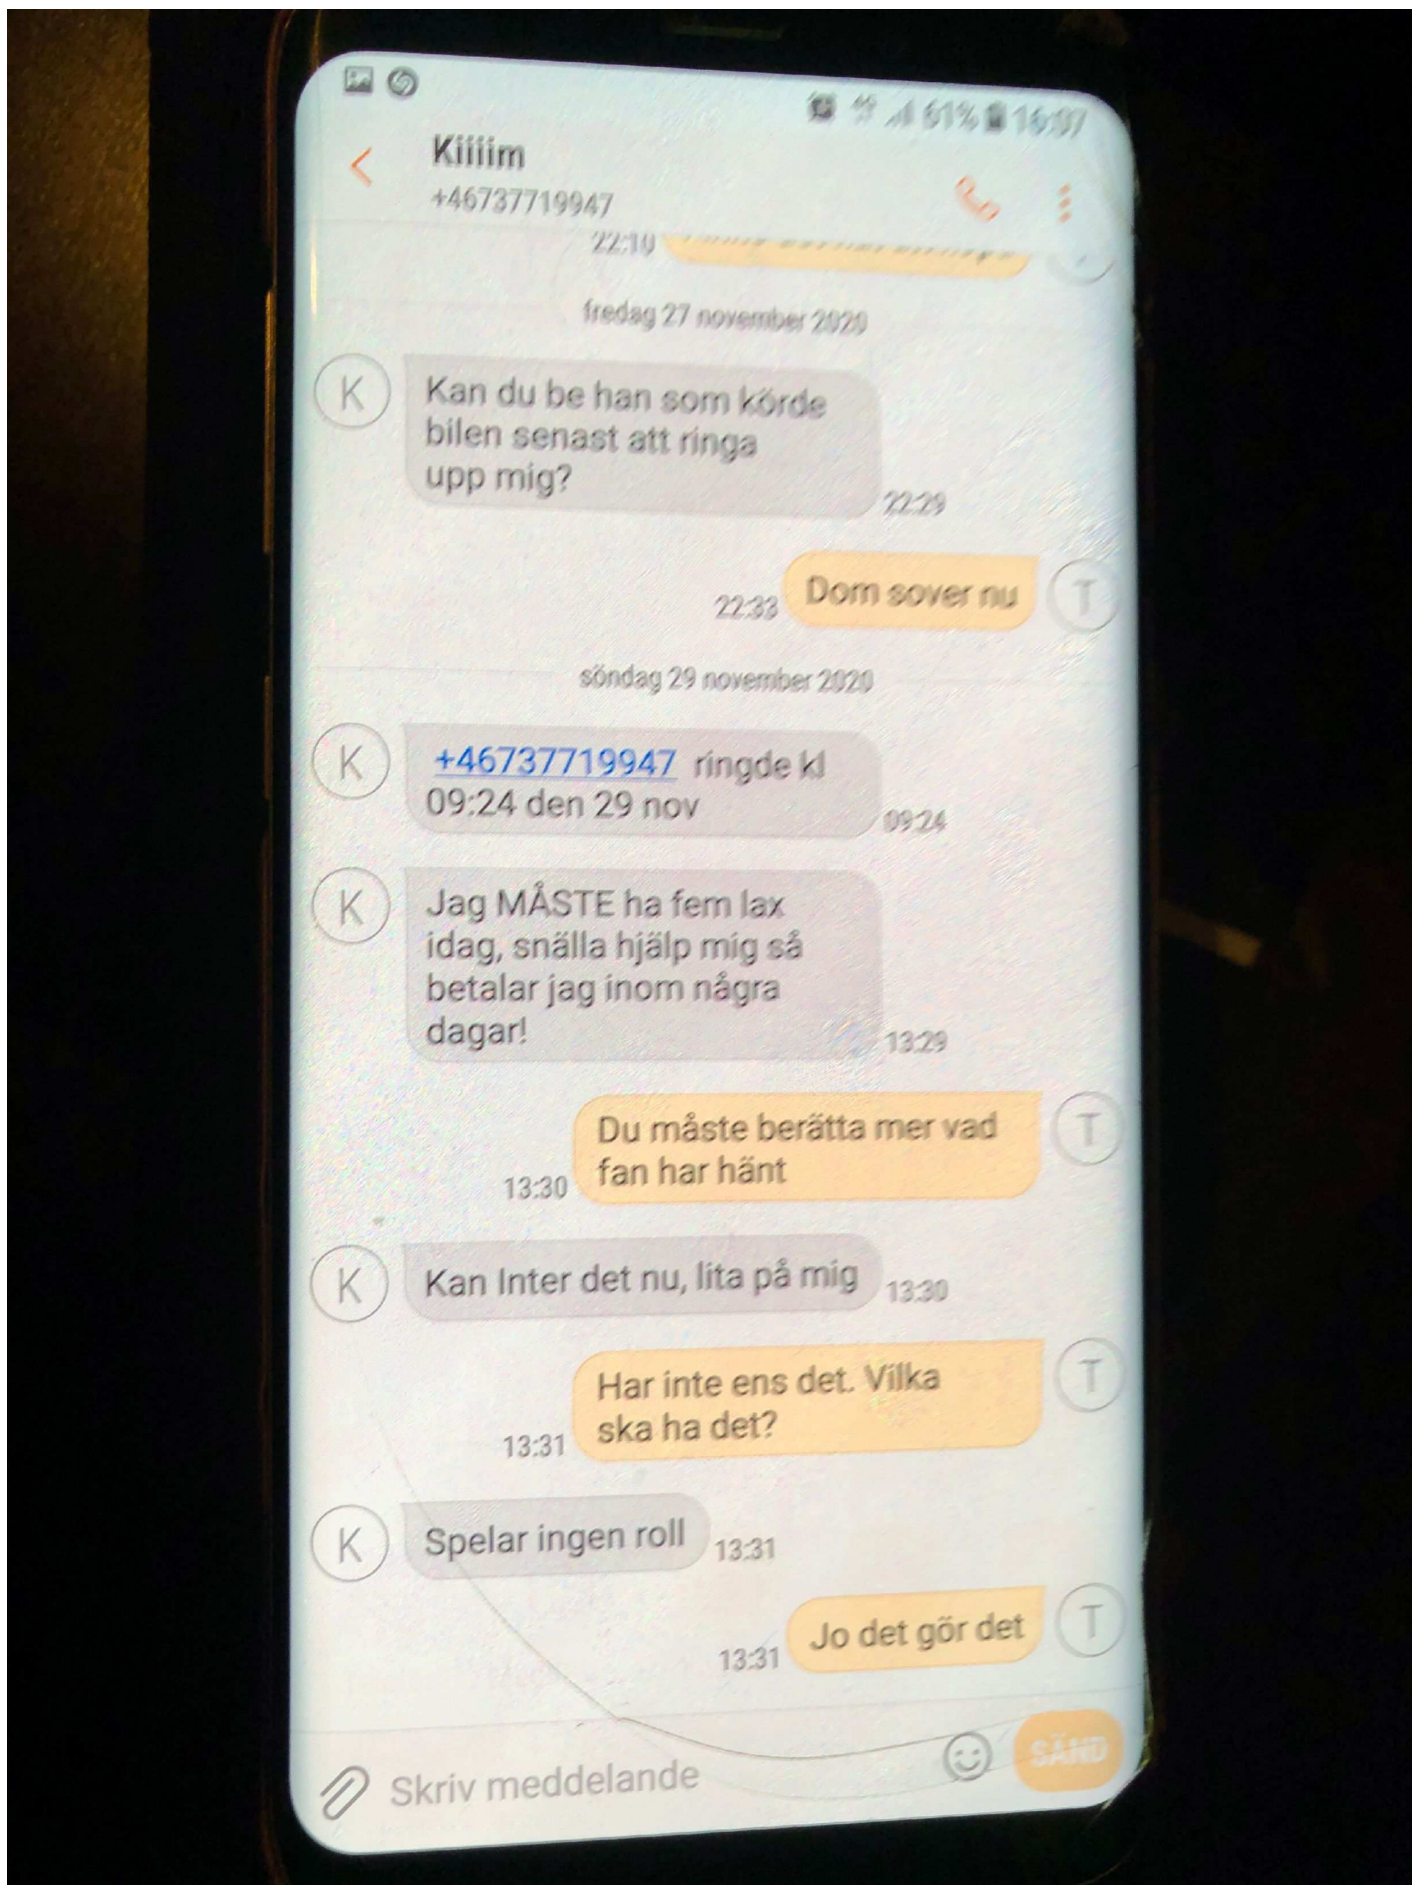 61% 16:07
Kiiiim
+46737719947
22:10
fredag 27 november 2020
K
Kan du be han som körde
bilen senast att ringa
upp mig?
22:29
Dom sover nu
T
22:33
söndag 29 november 2020
K
+46737719947 ringde kl
09:24 den 29 nov
09:24
K
Jag MÅSTE ha fem lax
idag, snälla hjälp mig så
betalar jag inom några
dagar!
13:29
Du måste berätta mer vad
fan har hänt
T
13:30
K
Kan Inter det nu, lita på mig
13:30
Har inte ens det. Vilka
ska ha det?
T
13:31
K
Spelar ingen roll
13:31
Jo det gör det
T
13:31
Skriv meddelande
SÄND